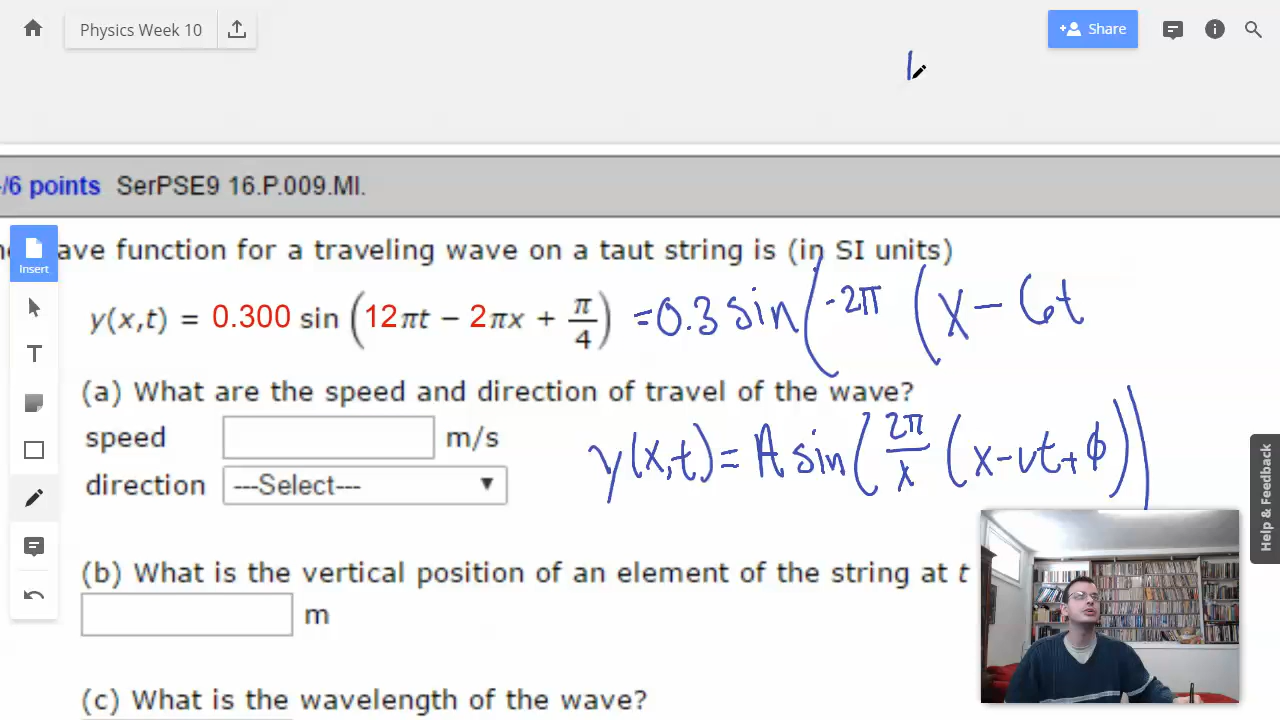 Physics Week 10
Share
-/6 points SerPSE9 16.P.009.MI.
ave function for a traveling wave on a taut string is (in SI units)
y(x,t) = 0.300 sin (12πt − 2πx + π/4) = 0.3 sin(-2π (x − 6t
(a) What are the speed and direction of travel of the wave?
speed m/s
y(x,t) = A sin(2π/λ (x-vt+ϕ))
direction ---Select---
(b) What is the vertical position of an element of the string at t
m
(c) What is the wavelength of the wave?
Insert
T
Help & Feedback